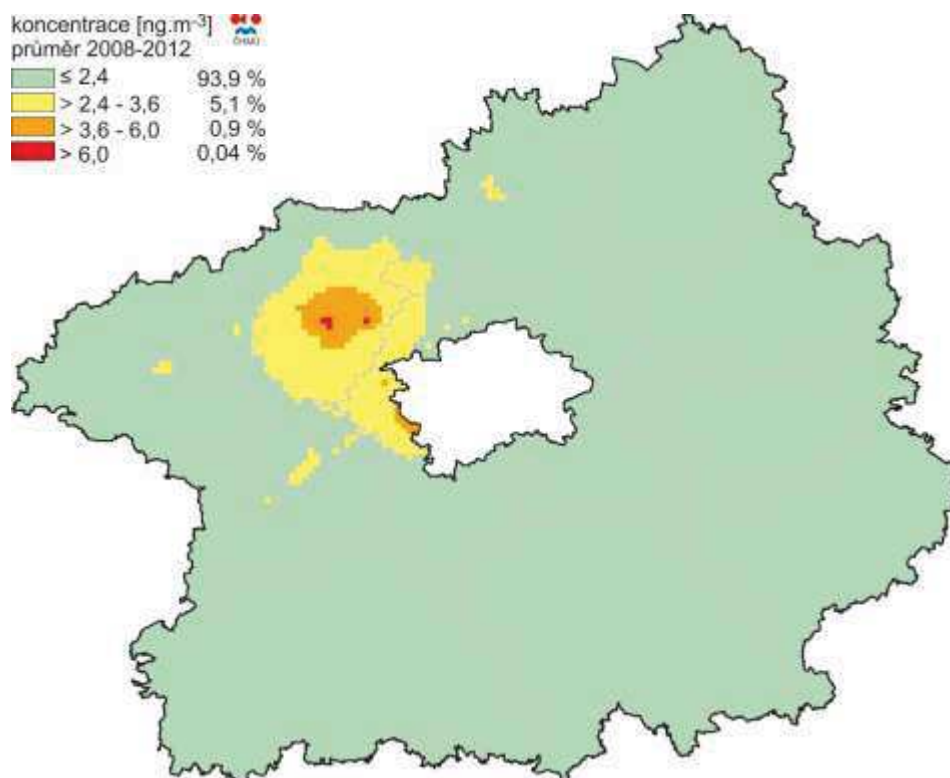 koncentrace [ng.m-3]
ČHMÚ
průměr 2008-2012
≤ 2,4 93,9 %
> 2,4 - 3,6 5,1 %
> 3,6 - 6,0 0,9 %
> 6,0 0,04 %